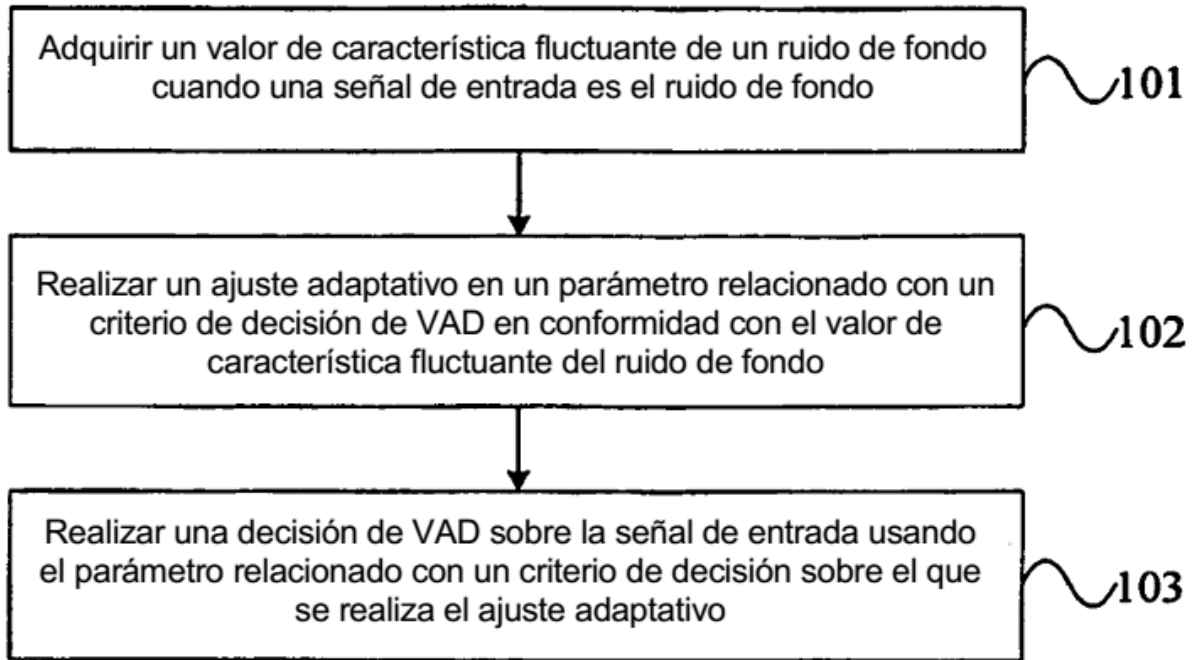 Adquirir un valor de característica fluctuante de un ruido de fondo
cuando una señal de entrada es el ruido de fondo
101
Realizar un ajuste adaptativo en un parámetro relacionado con un
criterio de decisión de VAD en conformidad con el valor de
característica fluctuante del ruido de fondo
102
Realizar una decisión de VAD sobre la señal de entrada usando
el parámetro relacionado con un criterio de decisión sobre el que
se realiza el ajuste adaptativo
103